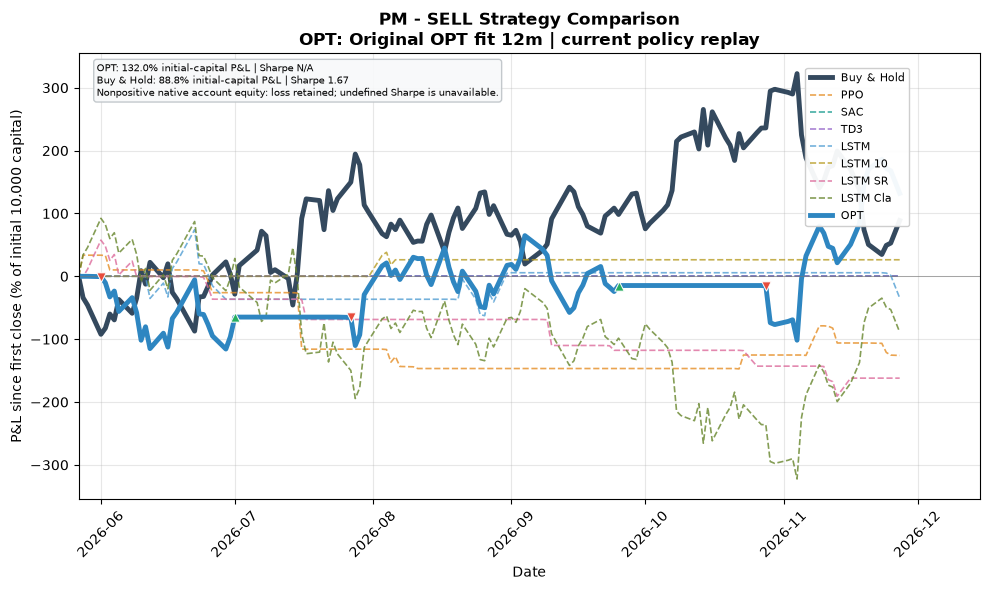 PM - SELL Strategy Comparison
OPT: Original OPT fit 12m | current policy replay
OPT: 132.0% initial-capital P&L | Sharpe N/A
Buy & Hold: 88.8% initial-capital P&L | Sharpe 1.67
Nonpositive native account equity: loss retained; undefined Sharpe is unavailable.
Buy & Hold
PPO
SAC
TD3
LSTM
LSTM 10
LSTM SR
LSTM Cla
OPT
P&L since first close (% of initial 10,000 capital)
300
200
100
0
−100
−200
−300
2026-06
2026-07
2026-08
2026-09
2026-10
2026-11
2026-12
Date